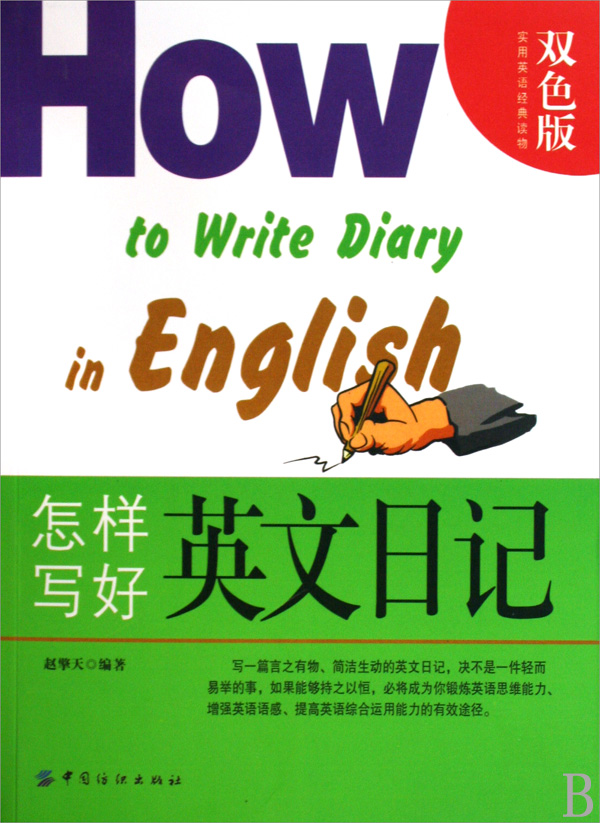 How
双色版
实用英语经典读物
to Write Diary
in English
怎样
写好
英文日记
赵擎天◎编著
写一篇言之有物、简洁生动的英文日记，决不是一件轻而
易举的事，如果能够持之以恒，必将成为你锻炼英语思维能力、
增强英语语感、提高英语综合运用能力的有效途径。
中国纺织出版社
B